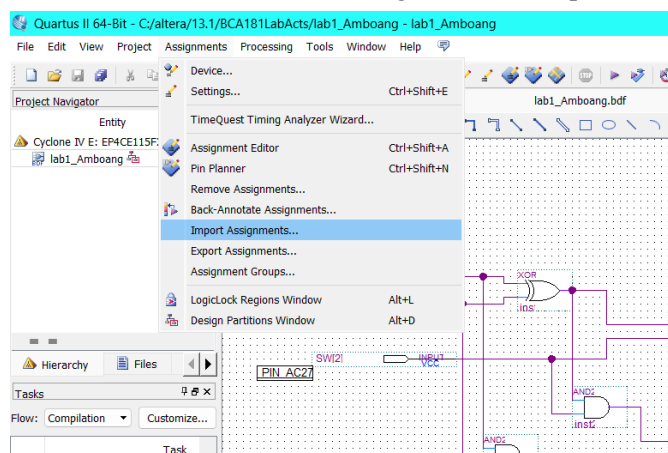 Quartus II 64-Bit - C:/altera/13.1/BCA181LabActs/lab1_Amboang - lab1_Amboang
File Edit View Project Assignments Processing Tools Window Help
Project Navigator
Entity
Cyclone IV E: EP4CE115F
lab1_Amboang
Device...
Settings... Ctrl+Shift+E
TimeQuest Timing Analyzer Wizard...
Assignment Editor Ctrl+Shift+A
Pin Planner Ctrl+Shift+N
Remove Assignments...
Back-Annotate Assignments...
Import Assignments...
Export Assignments...
Assignment Groups...
LogicLock Regions Window Alt+L
Design Partitions Window Alt+D
lab1_Amboang.bdf
XOR
inst
SW[2] INPUT
VCC
PIN_AC27
AND2
inst2
AND2
Hierarchy Files
Tasks
Flow: Compilation Customize...
Task